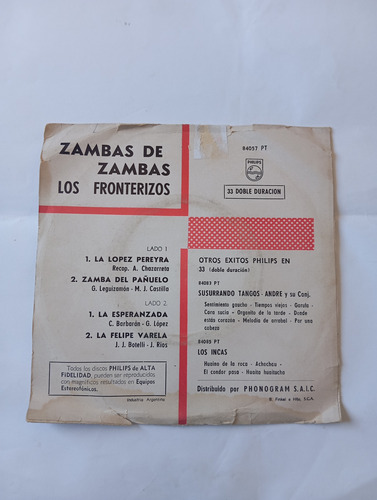 84057 PT
ZAMBAS DE
ZAMBAS
LOS FRONTERIZOS
PHILIPS
33 DOBLE DURACION
LADO 1
1. LA LOPEZ PEREYRA
Recop. A. Chazarreta
2. ZAMBA DEL PAÑUELO
G. Leguizamón - M. J. Castilla
LADO 2
1. LA ESPERANZADA
C. Barbarán - G. López
2. LA FELIPE VARELA
J. J. Botelli - J. Ríos
Todos los discos PHILIPS de ALTA
FIDELIDAD, pueden ser reproducidos
con magníficos resultados en Equipos
Estereofónicos.
Industria Argentina
OTROS EXITOS PHILIPS EN
33 (doble duración)
84083 PT
SUSURRANDO TANGOS - ANDRE y su Conj.
Sentimiento gaucho - Tiempos viejos - Garufa -
Cara sucia - Organito de la tarde - Donde
estás corazón - Melodía de arrabal - Por una
cabeza
84085 PT
LOS INCAS
Huaino de la roca - Achachau -
El condor pasa - Huaita huaitacha
Distribuido por PHONOGRAM S.A.I.C.